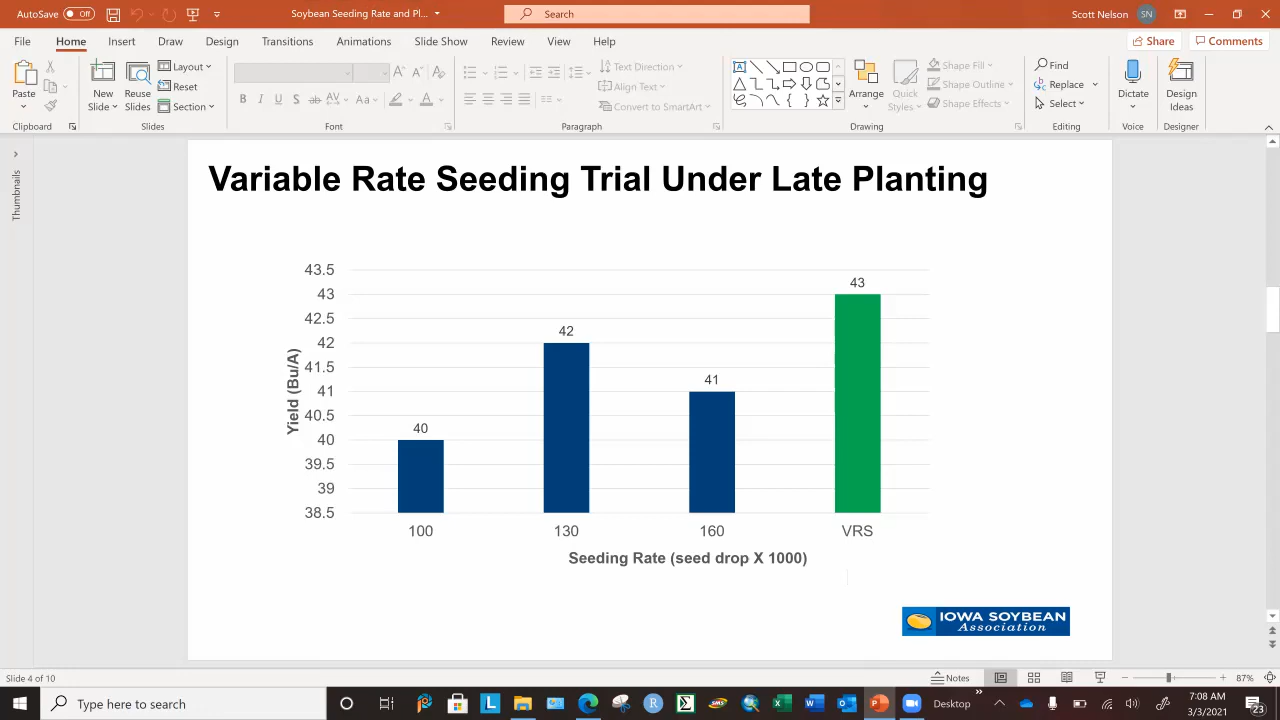 AutoSave Off Soybean Seeding Rate and Pl... Search Scott Nelson SN
File Home Insert Draw Design Transitions Animations Slide Show Review View Help Share Comments
Paste New Slide Reuse Slides Layout Reset Section
B I U S ab AV Aa A A A
Text Direction Align Text Convert to SmartArt
Arrange Quick Styles Shape Fill Shape Outline Shape Effects
Find Replace Select Dictate Design Ideas
Clipboard Slides Font Paragraph Drawing Editing Voice Designer
Thumbnails
Variable Rate Seeding Trial Under Late Planting
Yield (Bu/A)
43.5
43
42.5
42
41.5
41
40.5
40
39.5
39
38.5
40
42
41
43
100 130 160 VRS
Seeding Rate (seed drop X 1000)
IOWA SOYBEAN
Association
Slide 4 of 10 Notes 87%
Type here to search Desktop 7:08 AM
3/3/2021 23